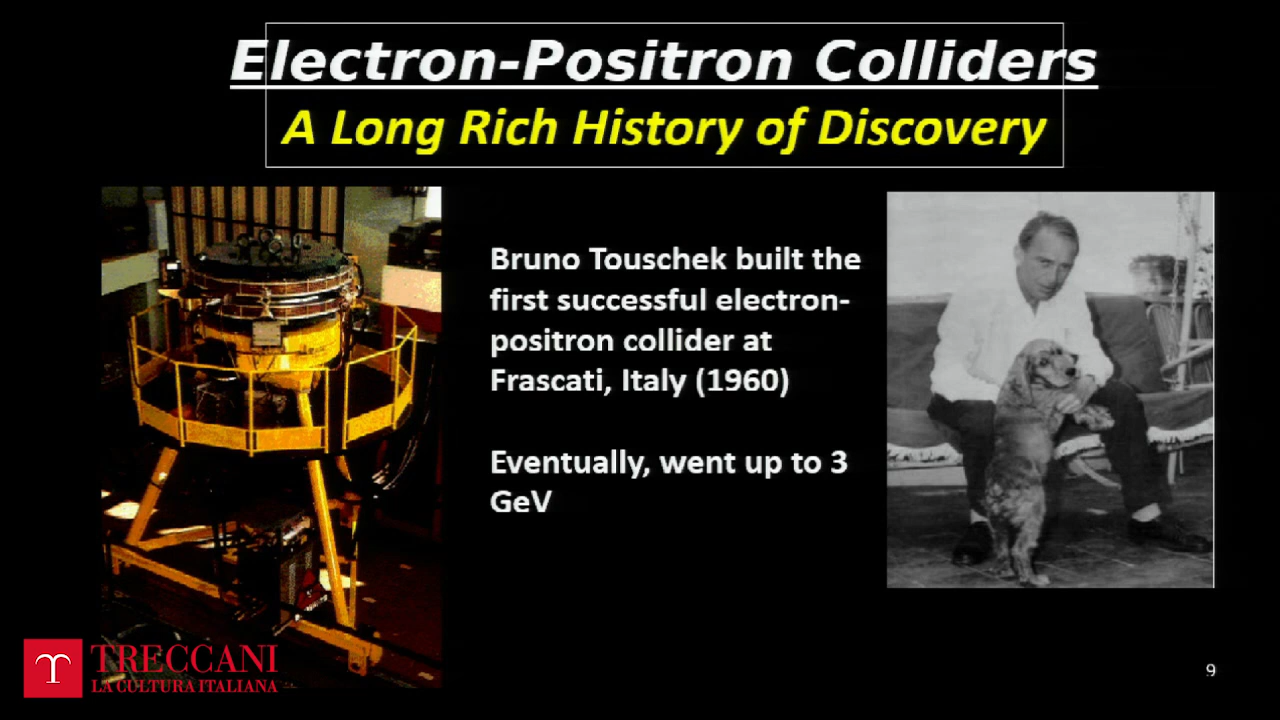 Electron-Positron Colliders
A Long Rich History of Discovery
Bruno Touschek built the
first successful electron-
positron collider at
Frascati, Italy (1960)
Eventually, went up to 3
GeV
TRECCANI
LA CULTURA ITALIANA
9